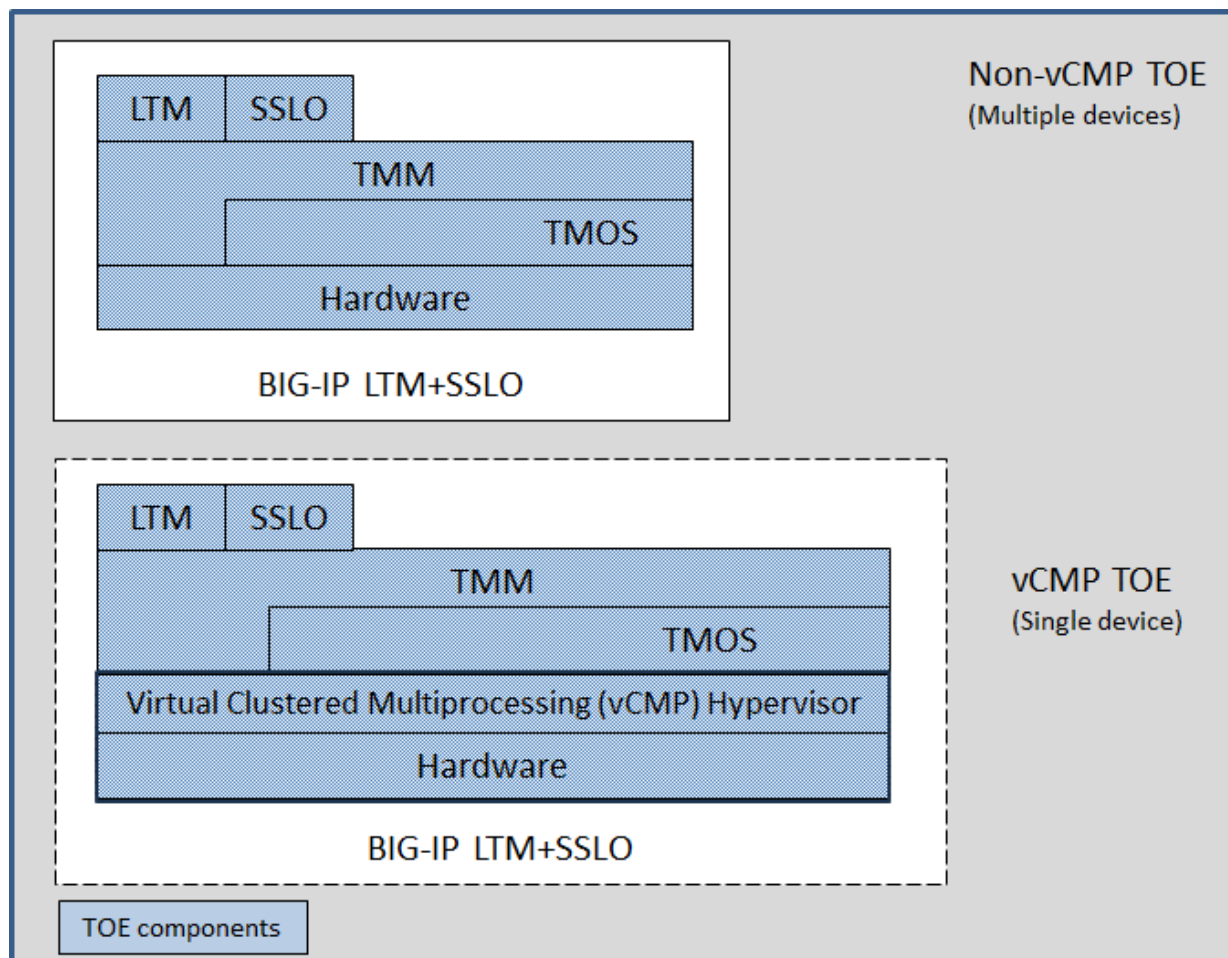 Non-vCMP TOE
(Multiple devices)
LTM SSLO
TMM
TMOS
Hardware
BIG-IP LTM+SSLO
vCMP TOE
(Single device)
LTM SSLO
TMM
TMOS
Virtual Clustered Multiprocessing (vCMP) Hypervisor
Hardware
BIG-IP LTM+SSLO
TOE components